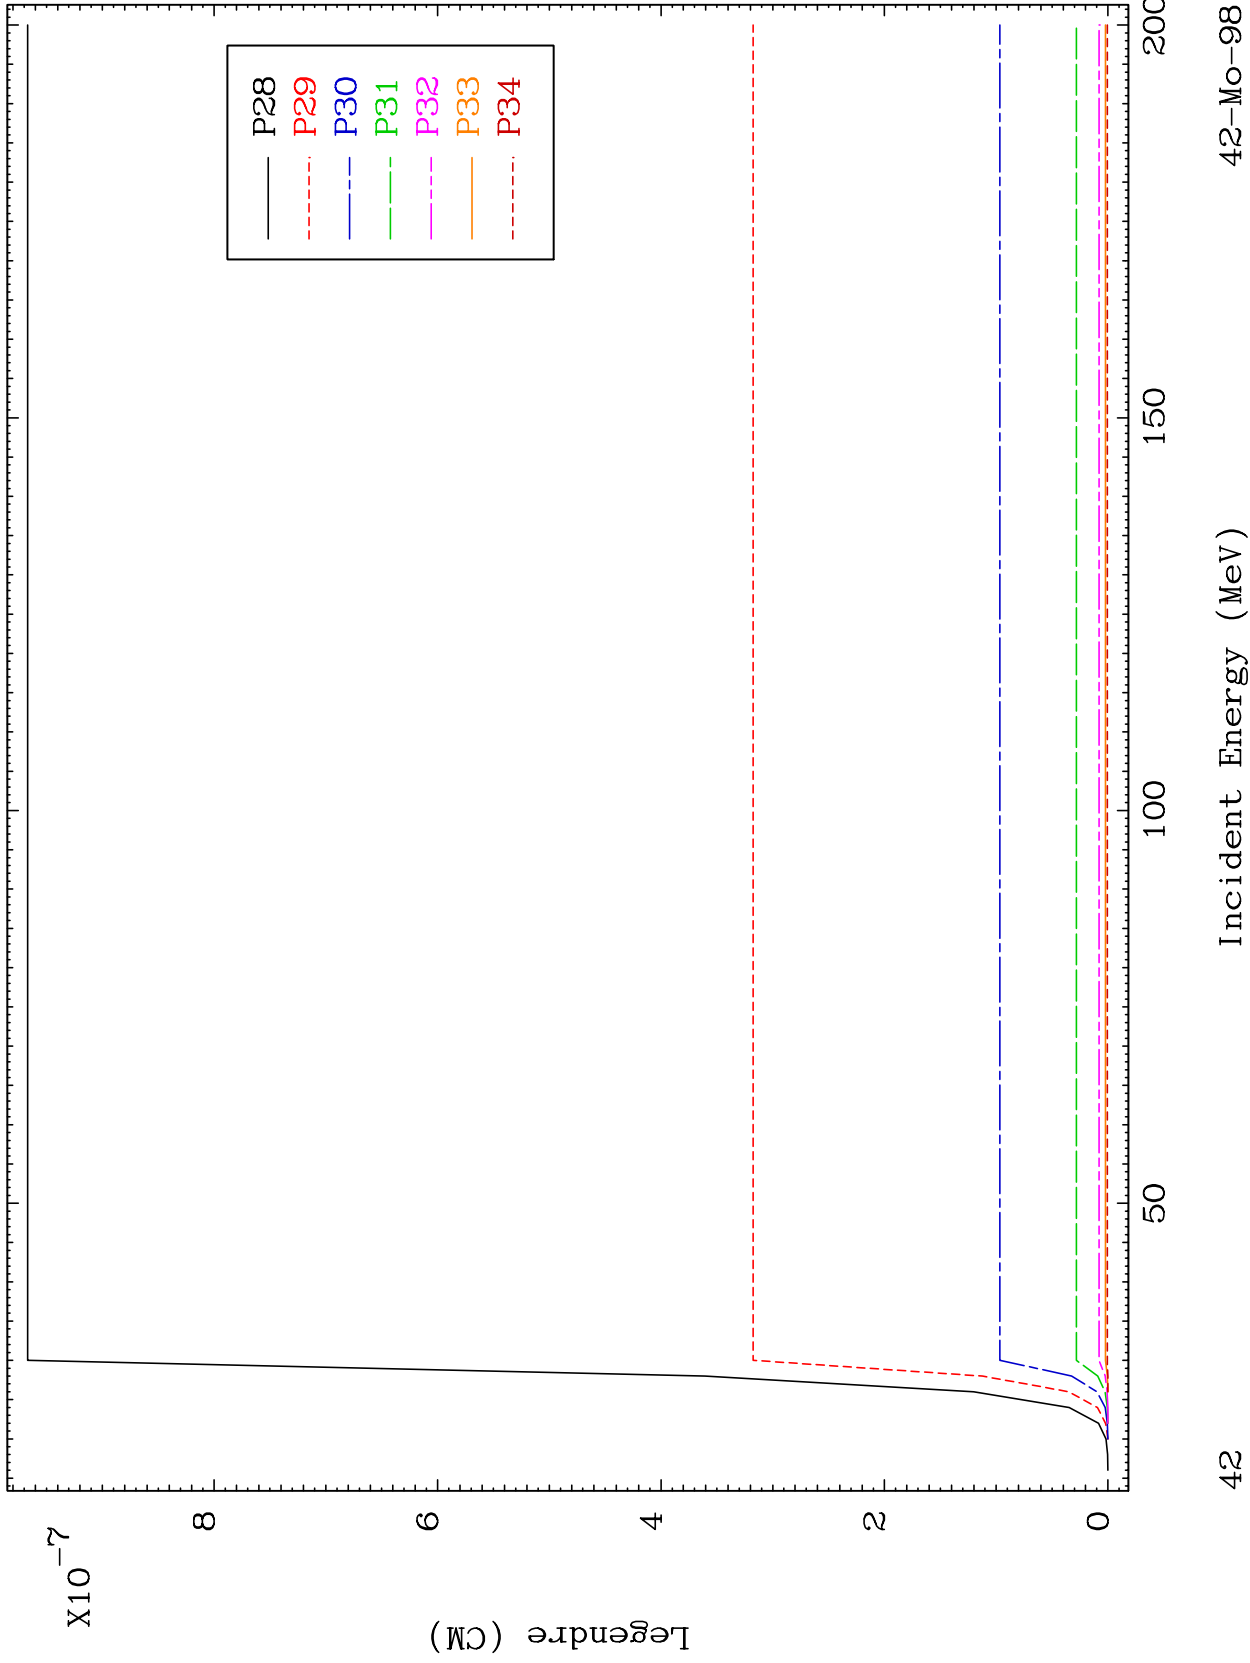 X10-7
8
6
4
2
0
Legendre (CM)
P28
P29
P30
P31
P32
P33
P34
50
100
150
200
Incident Energy (MeV)
42
42-Mo-98